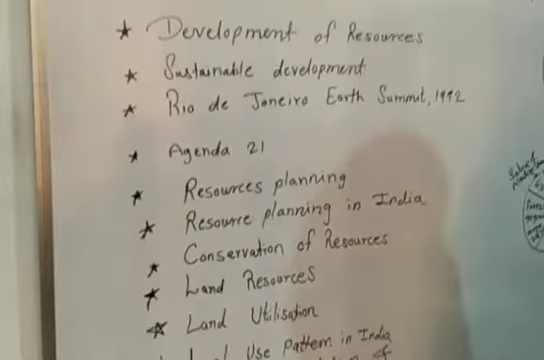 * Development of Resources
* Sustainable development
* Rio de Janeiro Earth Summit, 1992
* Agenda 21
* Resources planning
* Resource planning in India
* Conservation of Resources
* Land Resources
* Land Utilisation
Land Use pattern in India